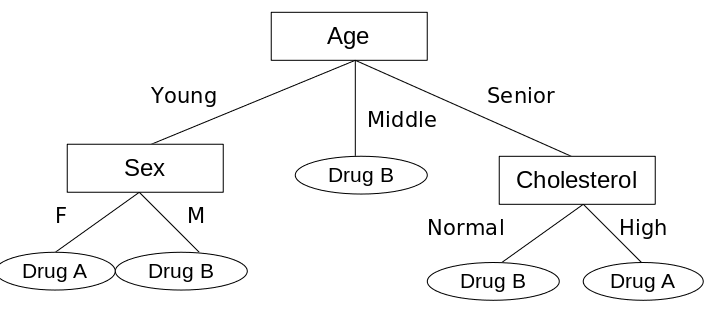 Age
Young
Middle
Senior
Sex
Drug B
Cholesterol
F
M
Normal
High
Drug A
Drug B
Drug B
Drug A